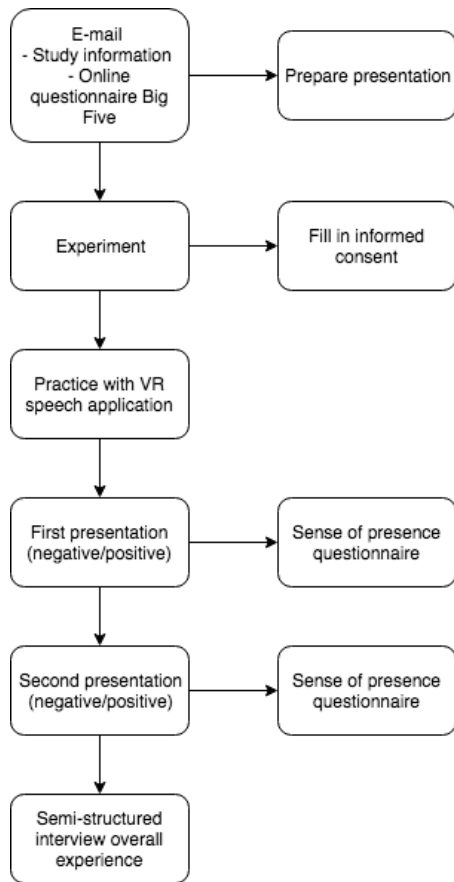 E-mail
- Study information
- Online
questionnaire Big
Five
Prepare presentation
Experiment
Fill in informed
consent
Practice with VR
speech application
First presentation
(negative/positive)
Sense of presence
questionnaire
Second presentation
(negative/positive)
Sense of presence
questionnaire
Semi-structured
interview overall
experience